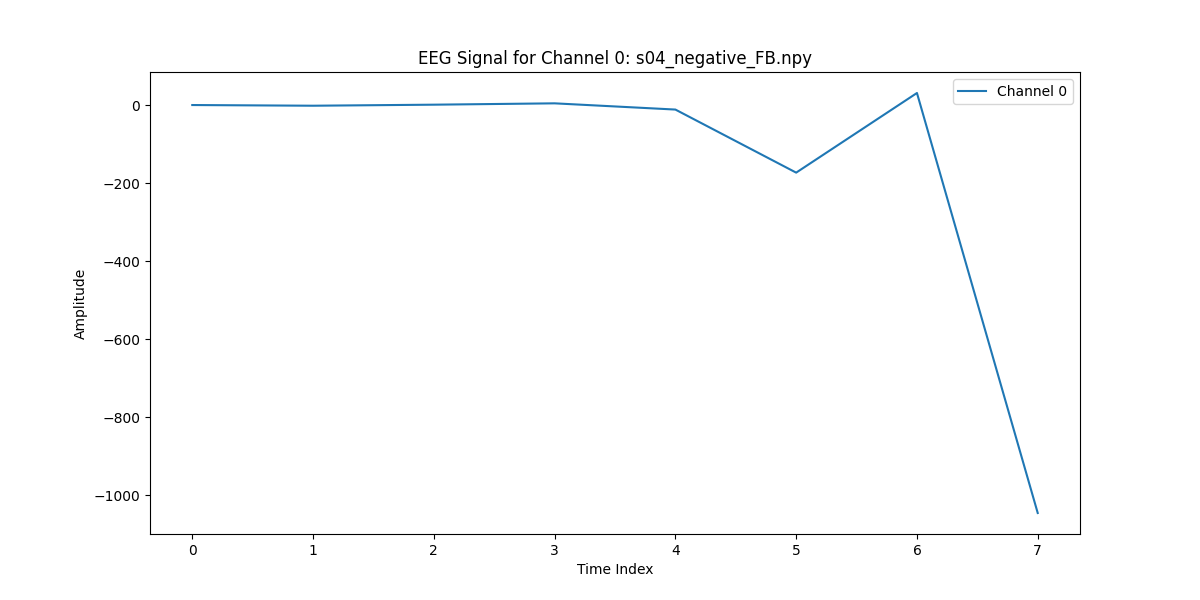 EEG Signal for Channel 0: s04_negative_FB.npy
Channel 0
Amplitude
0
−200
−400
−600
−800
−1000
0 1 2 3 4 5 6 7
Time Index